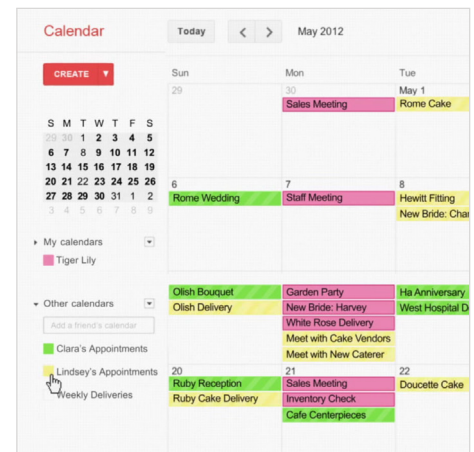 Calendar
Today < > May 2012
CREATE
Sun Mon Tue
29 30 May 1
Sales Meeting Rome Cake
S M T W T F S
29 30 1 2 3 4 5
6 7 8 9 10 11 12
13 14 15 16 17 18 19
20 21 22 23 24 25 26
27 28 29 30 31 1 2
3 4 5 6 7 8 9
6 7 8
Rome Wedding Staff Meeting Hewitt Fitting
New Bride: Char
My calendars
Tiger Lily
Olish Bouquet Garden Party Ha Anniversary
Olish Delivery New Bride: Harvey West Hospital D
White Rose Delivery
Meet with Cake Vendors
Meet with New Caterer
Other calendars
Add a friend's calendar
Clara's Appointments
Lindsey's Appointments
Weekly Deliveries
20 21 22
Ruby Reception Sales Meeting Doucette Cake
Ruby Cake Delivery Inventory Check
Cafe Centerpieces